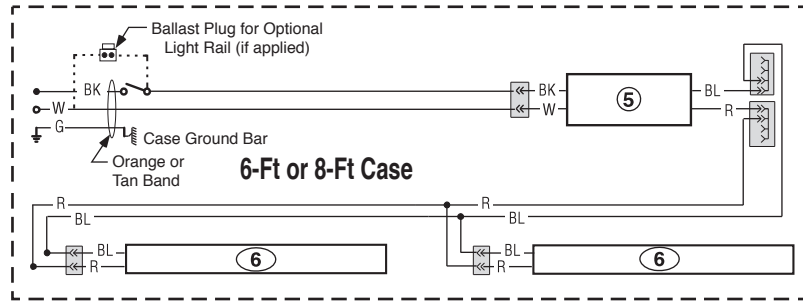 Ballast Plug for Optional
Light Rail (if applied)
BK
BK
BL
W
W
5
R
G
Case Ground Bar
Orange or
Tan Band
6-Ft or 8-Ft Case
R
R
BL
BL
BL
R
6
BL
R
6